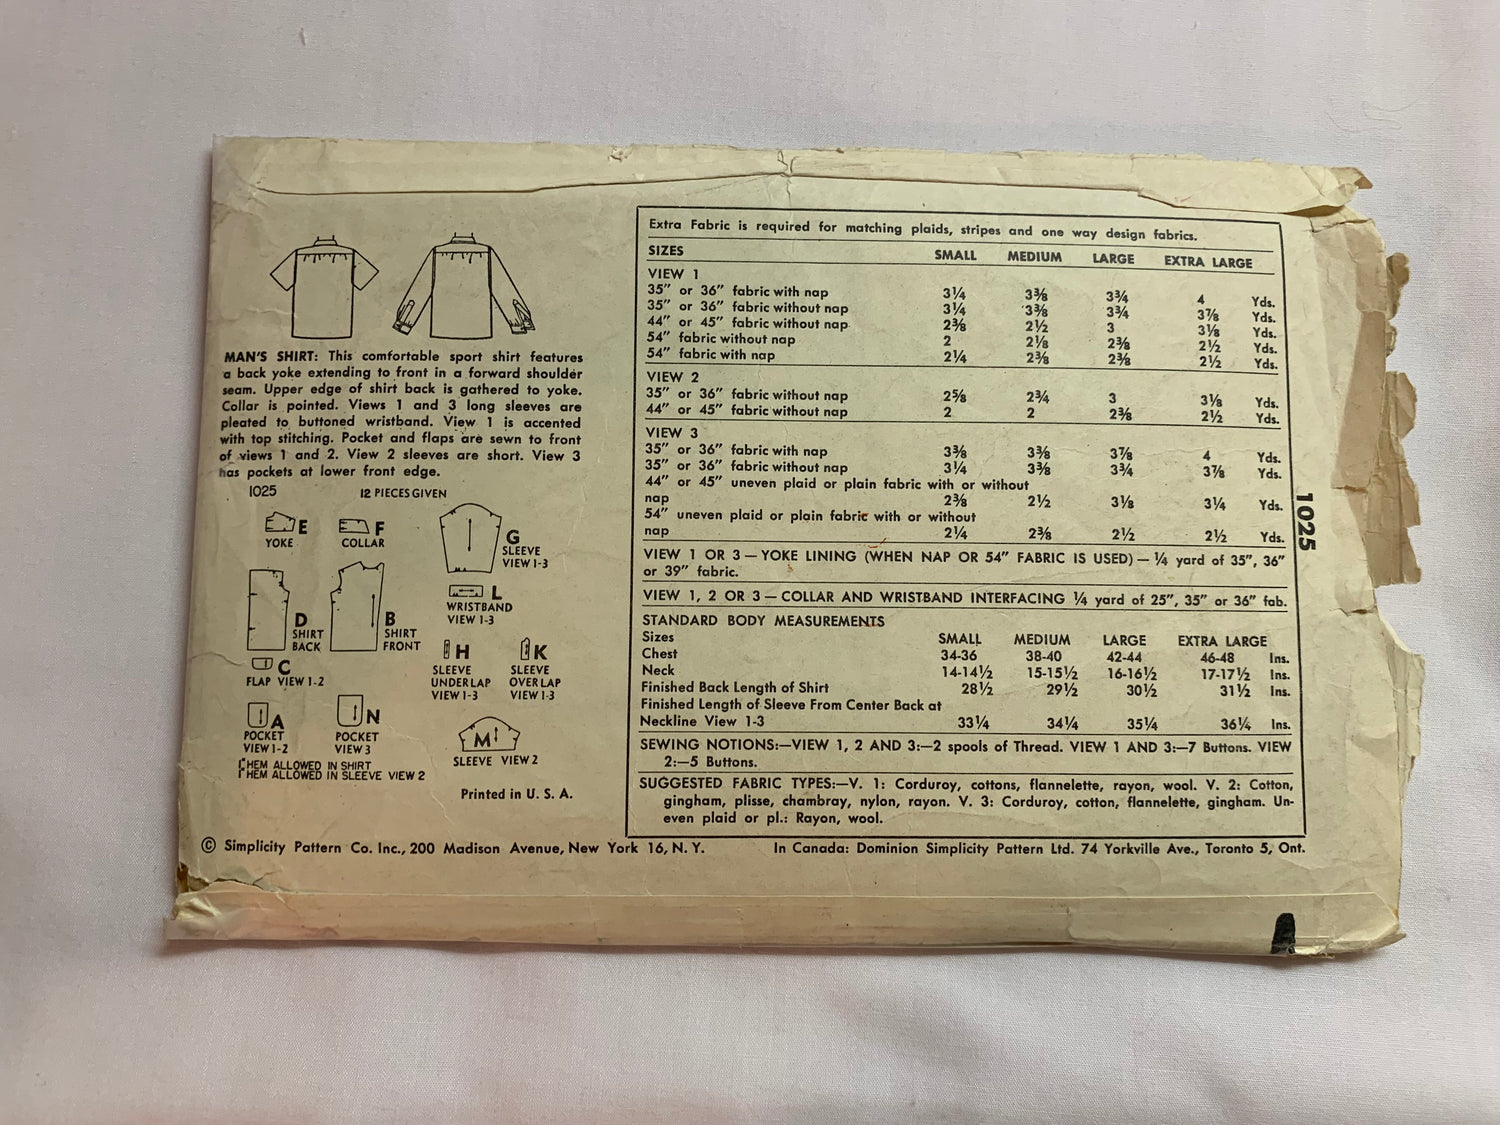 MAN'S SHIRT: This comfortable sport shirt features
a back yoke extending to front in a forward shoulder
seam. Upper edge of shirt back is gathered to yoke.
Collar is pointed. Views 1 and 3 long sleeves are
pleated to buttoned wristband. View 1 is accented
with top stitching. Pocket and flaps are sewn to front
of views 1 and 2. View 2 sleeves are short. View 3
has pockets at lower front edge.
1025 12 PIECES GIVEN
E
YOKE
F
COLLAR
G
SLEEVE
VIEW 1-3
D
SHIRT
BACK
B
SHIRT
FRONT
L
WRISTBAND
VIEW 1-3
H
SLEEVE
UNDERLAP
VIEW 1-3
K
SLEEVE
OVERLAP
VIEW 1-3
C
FLAP VIEW 1-2
A
POCKET
VIEW 1-2
N
POCKET
VIEW 3
M
SLEEVE VIEW 2
1" HEM ALLOWED IN SHIRT
1" HEM ALLOWED IN SLEEVE VIEW 2
Printed in U. S. A.
Extra Fabric is required for matching plaids, stripes and one way design fabrics.
SIZES SMALL MEDIUM LARGE EXTRA LARGE
VIEW 1
35" or 36" fabric with nap 3¼ 3⅜ 3¾ 4 Yds.
35" or 36" fabric without nap 3¼ 3⅜ 3¾ 3⅞ Yds.
44" or 45" fabric without nap 2⅜ 2½ 3 3⅛ Yds.
54" fabric without nap 2 2⅛ 2⅜ 2½ Yds.
54" fabric with nap 2¼ 2⅜ 2⅜ 2½ Yds.
VIEW 2
35" or 36" fabric without nap 2⅝ 2¾ 3 3⅛ Yds.
44" or 45" fabric without nap 2 2 2⅜ 2½ Yds.
VIEW 3
35" or 36" fabric with nap 3⅜ 3⅜ 3⅞ 4 Yds.
35" or 36" fabric without nap 3¼ 3⅜ 3¾ 3⅞ Yds.
44" or 45" uneven plaid or plain fabric with or without
nap 2⅜ 2½ 3⅛ 3¼ Yds.
54" uneven plaid or plain fabric with or without
nap 2¼ 2⅜ 2½ 2½ Yds.
VIEW 1 OR 3—YOKE LINING (WHEN NAP OR 54" FABRIC IS USED)—¼ yard of 35", 36"
or 39" fabric.
VIEW 1, 2 OR 3—COLLAR AND WRISTBAND INTERFACING ¼ yard of 25", 35" or 36" fab.
STANDARD BODY MEASUREMENTS
Sizes SMALL MEDIUM LARGE EXTRA LARGE
Chest 34-36 38-40 42-44 46-48 Ins.
Neck 14-14½ 15-15½ 16-16½ 17-17½ Ins.
Finished Back Length of Shirt 28½ 29½ 30½ 31½ Ins.
Finished Length of Sleeve From Center Back at
Neckline View 1-3 33¼ 34¼ 35¼ 36¼ Ins.
SEWING NOTIONS:—VIEW 1, 2 AND 3:—2 spools of Thread. VIEW 1 AND 3:—7 Buttons. VIEW
2:—5 Buttons.
SUGGESTED FABRIC TYPES:—V. 1: Corduroy, cottons, flannelette, rayon, wool. V. 2: Cotton,
gingham, plisse, chambray, nylon, rayon. V. 3: Corduroy, cotton, flannelette, gingham. Un-
even plaid or pl.: Rayon, wool.
1025
© Simplicity Pattern Co. Inc., 200 Madison Avenue, New York 16, N. Y. In Canada: Dominion Simplicity Pattern Ltd. 74 Yorkville Ave., Toronto 5, Ont.